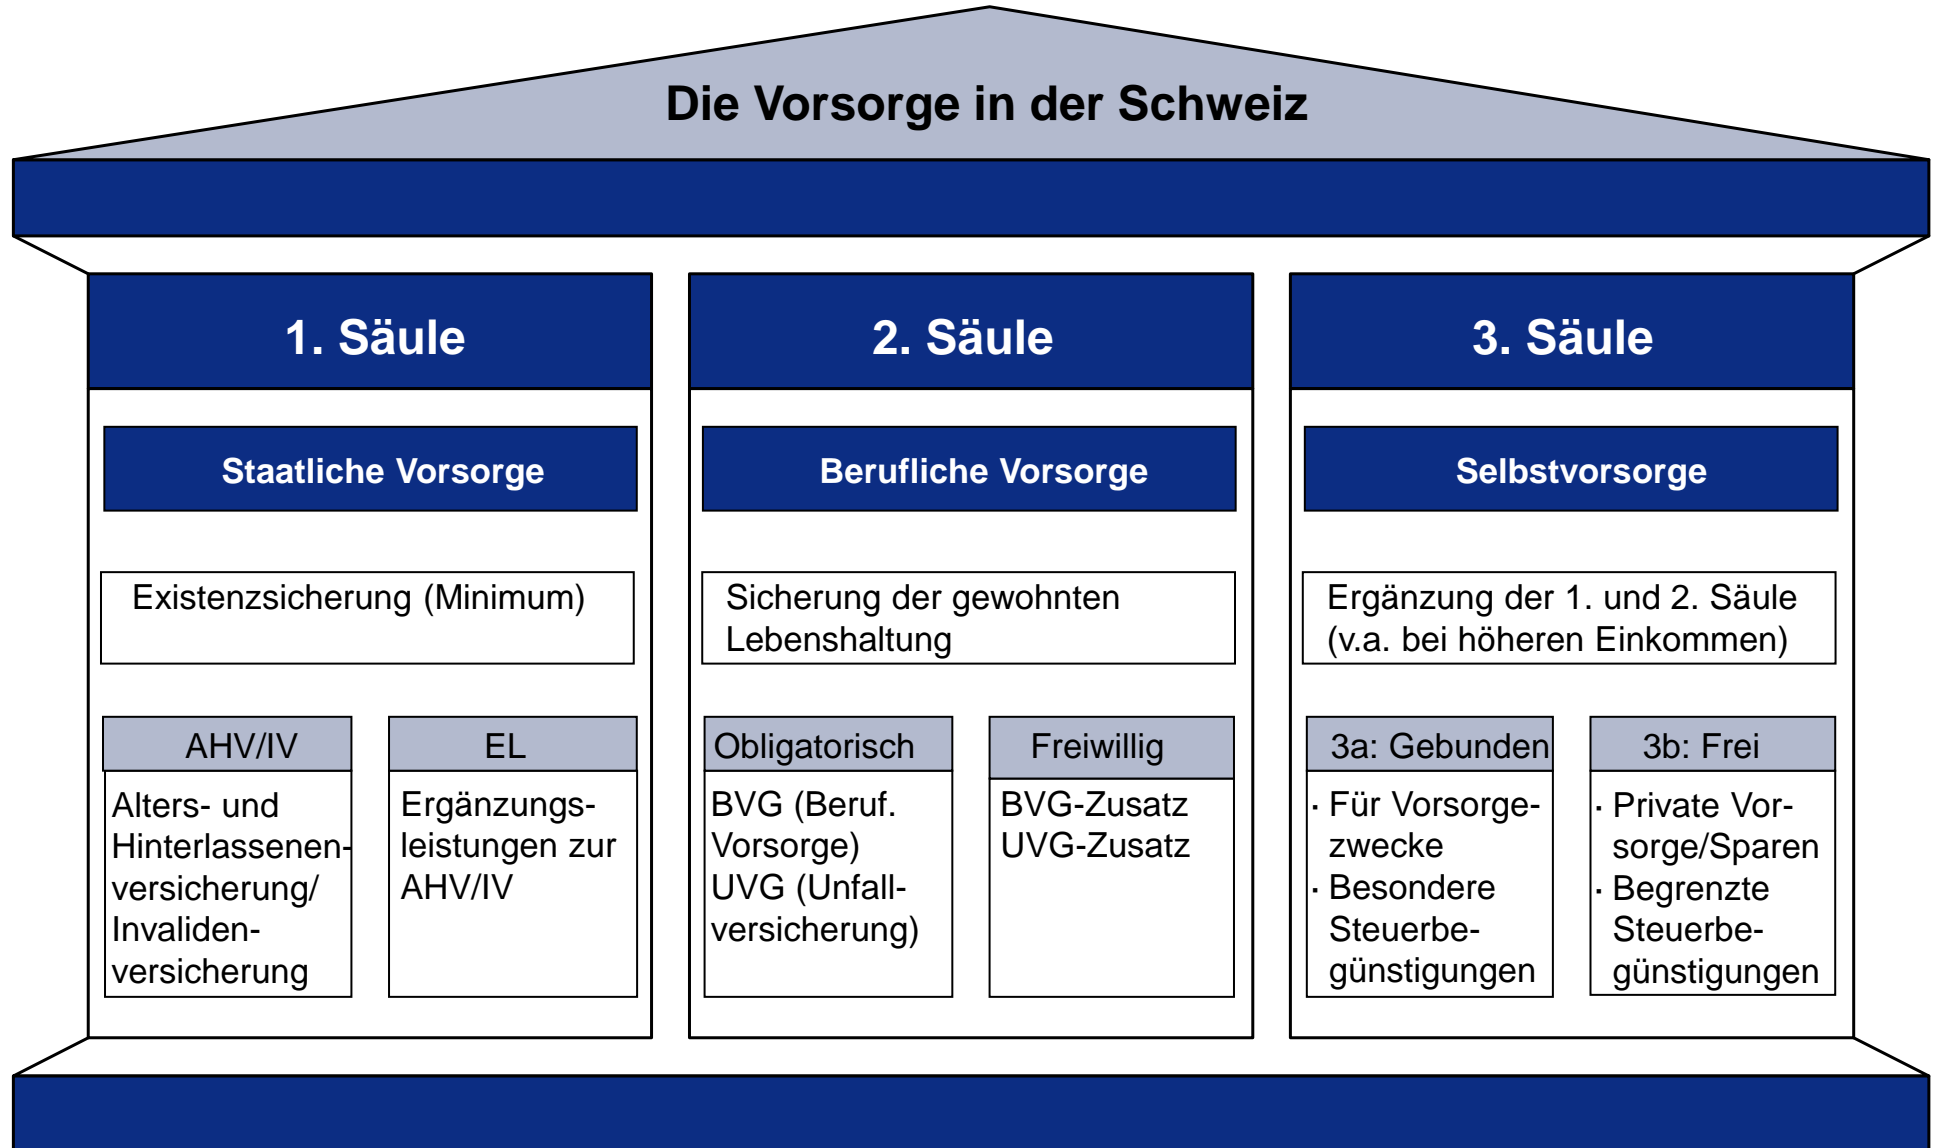 Die Vorsorge in der Schweiz
1. Säule
Staatliche Vorsorge
Existenzsicherung (Minimum)
AHV/IV
Alters- und
Hinterlassenen-
versicherung/
Invaliden-
versicherung
EL
Ergänzungs-
leistungen zur
AHV/IV
2. Säule
Berufliche Vorsorge
Sicherung der gewohnten
Lebenshaltung
Obligatorisch
BVG (Beruf.
Vorsorge)
UVG (Unfall-
versicherung)
Freiwillig
BVG-Zusatz
UVG-Zusatz
3. Säule
Selbstvorsorge
Ergänzung der 1. und 2. Säule
(v.a. bei höheren Einkommen)
3a: Gebunden
· Für Vorsorge-
zwecke
· Besondere
Steuerbe-
günstigungen
3b: Frei
· Private Vor-
sorge/Sparen
· Begrenzte
Steuerbe-
günstigungen